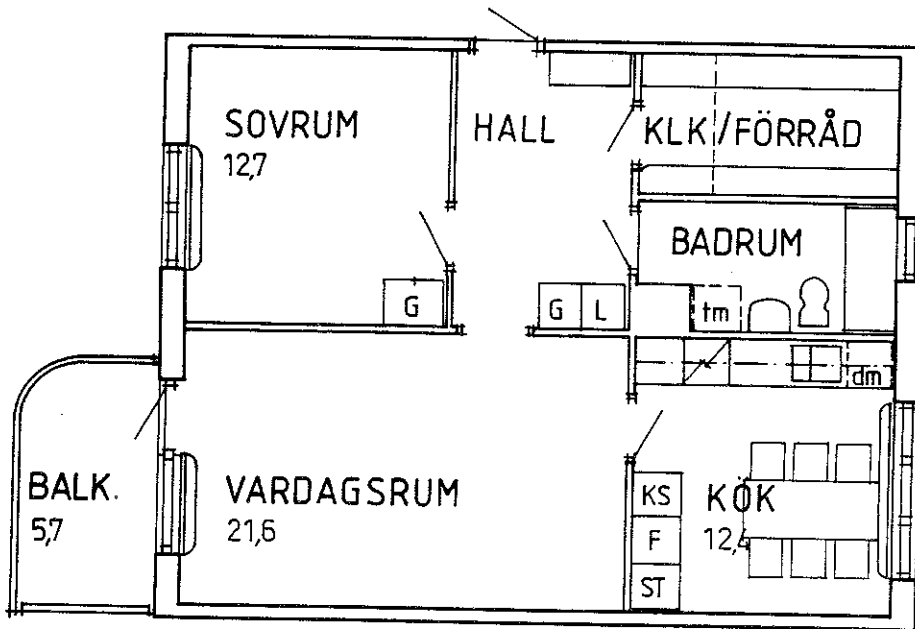 SOVRUM
12,7
HALL
KLK/FÖRRÅD
BADRUM
G
G
L
tm
dm
BALK.
5,7
VARDAGSRUM
21,6
KS
F
ST
KÖK
12,4